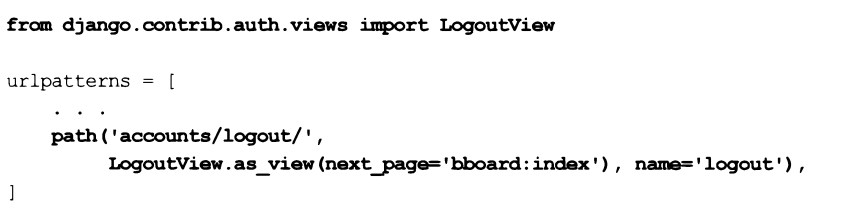 from django.contrib.auth.views import LogoutView
urlpatterns = [
    . . .
    path('accounts/logout/',
         LogoutView.as_view(next_page='bboard:index'), name='logout'),
]